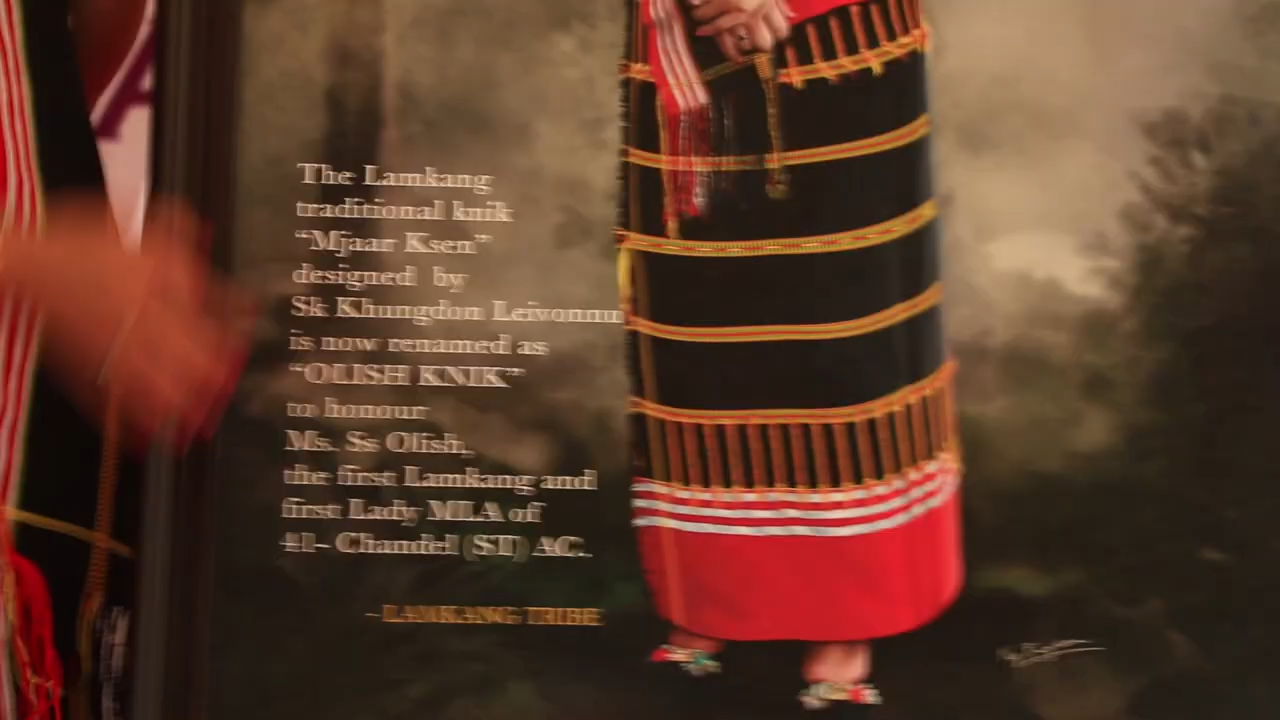 The Lamkang
traditional knik
“Mjaar Ksen”
designed by
Sk Khungdon Leivonnu
is now renamed as
“OLISH KNIK”
to honour
Ms. Ss Olish,
the first Lamkang and
first Lady MLA of
41- Chandel (ST) AC.
-LAMKANG TRIBE